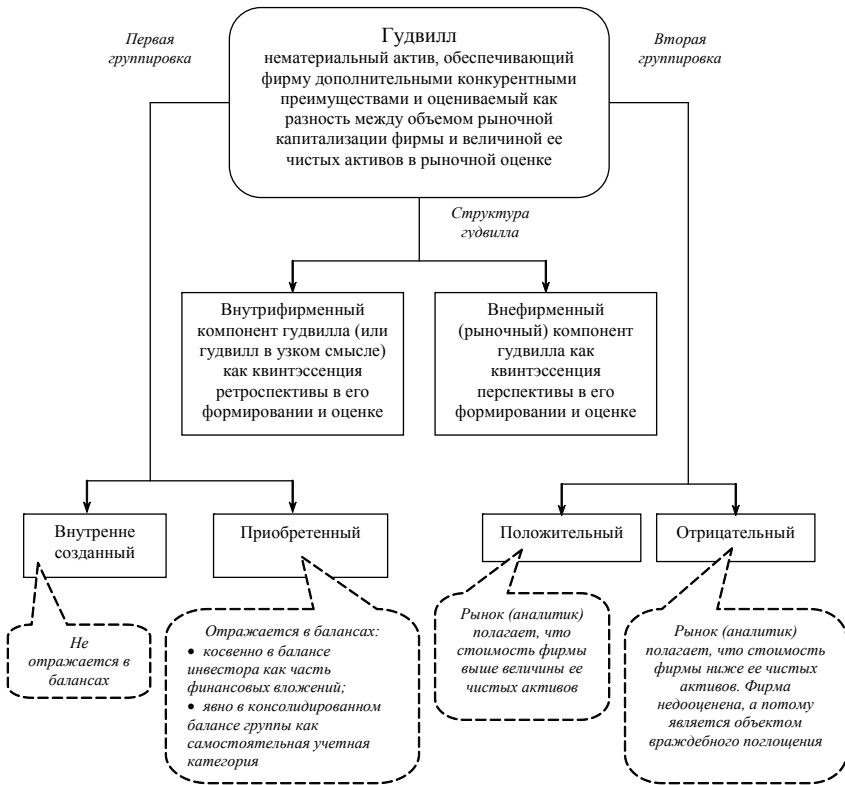 Первая
группировка
Гудвилл
нематериальный актив, обеспечивающий
фирму дополнительными конкурентными
преимуществами и оцениваемый как
разность между объемом рыночной
капитализации фирмы и величиной ее
чистых активов в рыночной оценке
Вторая
группировка
Структура
гудвилла
Внутрифирменный
компонент гудвилла (или
гудвилл в узком смысле)
как квинтэссенция
ретроспективы в его
формировании и оценке
Внефирменный
(рыночный) компонент
гудвилла как
квинтэссенция
перспективы в его
формировании и оценке
Внутренне
созданный
Приобретенный
Положительный
Отрицательный
Не
отражается в
балансах
Отражается в балансах:
• косвенно в балансе
инвестора как часть
финансовых вложений;
• явно в консолидированном
балансе группы как
самостоятельная учетная
категория
Рынок (аналитик)
полагает, что
стоимость фирмы
выше величины ее
чистых активов
Рынок (аналитик)
полагает, что стоимость
фирмы ниже ее чистых
активов. Фирма
недооценена, а потому
является объектом
враждебного поглощения